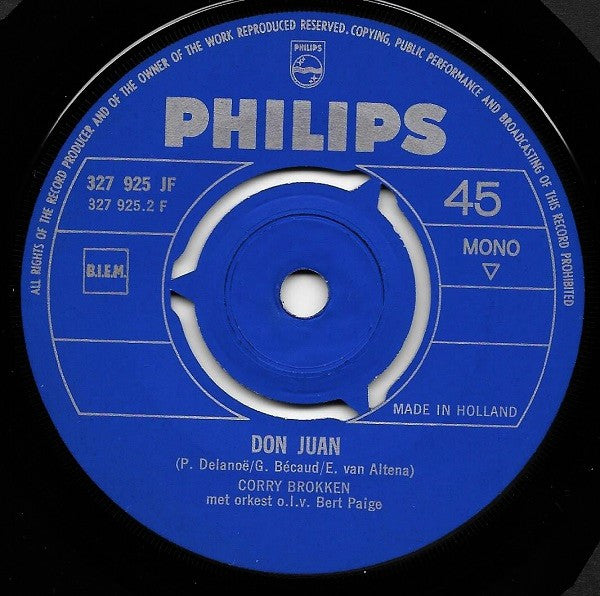 ALL RIGHTS OF THE RECORD PRODUCER AND OF THE OWNER OF THE WORK REPRODUCED RESERVED. COPYING, PUBLIC PERFORMANCE AND BROADCASTING OF THIS RECORD PROHIBITED
PHILIPS
PHILIPS
327 925 JF
327 925.2 F
45
B.I.E.M.
MONO
MADE IN HOLLAND
DON JUAN
(P. Delanoë/G. Bécaud/E. van Altena)
CORRY BROKKEN
met orkest o.l.v. Bert Paige